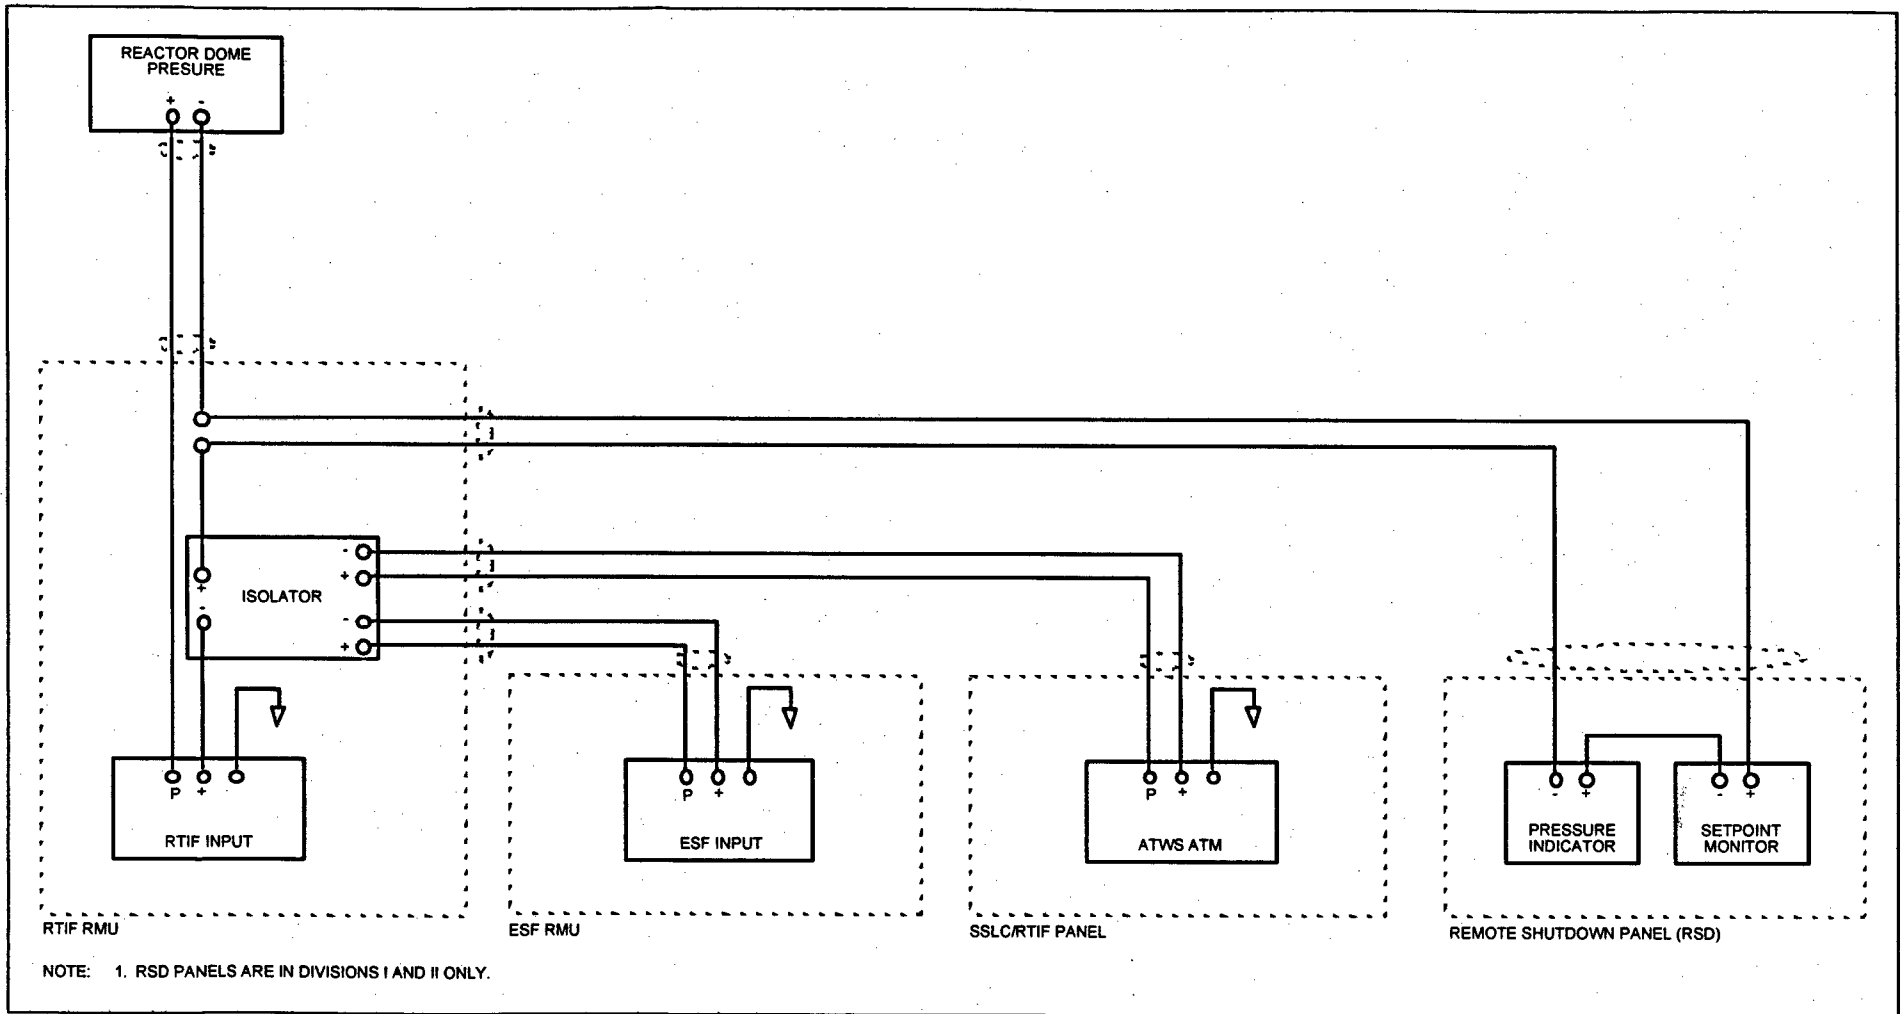 REACTOR DOME
PRESURE
+ -
- 
+
+
ISOLATOR
-
-
+
P +
RTIF INPUT
P +
ESF INPUT
P +
ATWS ATM
- +
PRESSURE
INDICATOR
- +
SETPOINT
MONITOR
RTIF RMU
ESF RMU
SSLC/RTIF PANEL
REMOTE SHUTDOWN PANEL (RSD)
NOTE: 1. RSD PANELS ARE IN DIVISIONS I AND II ONLY.